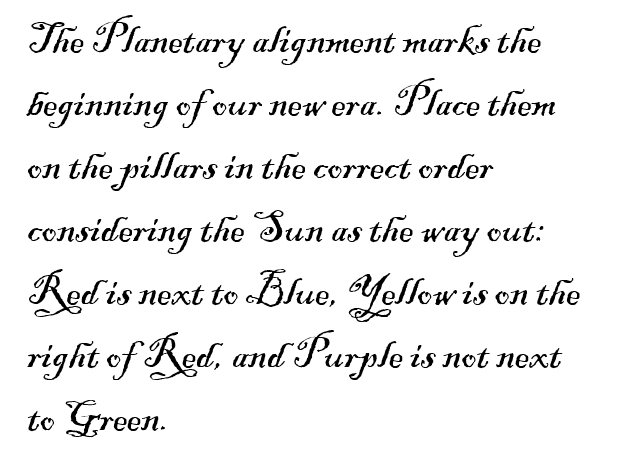 The Planetary alignment marks the
beginning of our new era. Place them
on the pillars in the correct order
considering the Sun as the way out:
Red is next to Blue, Yellow is on the
right of Red, and Purple is not next
to Green.